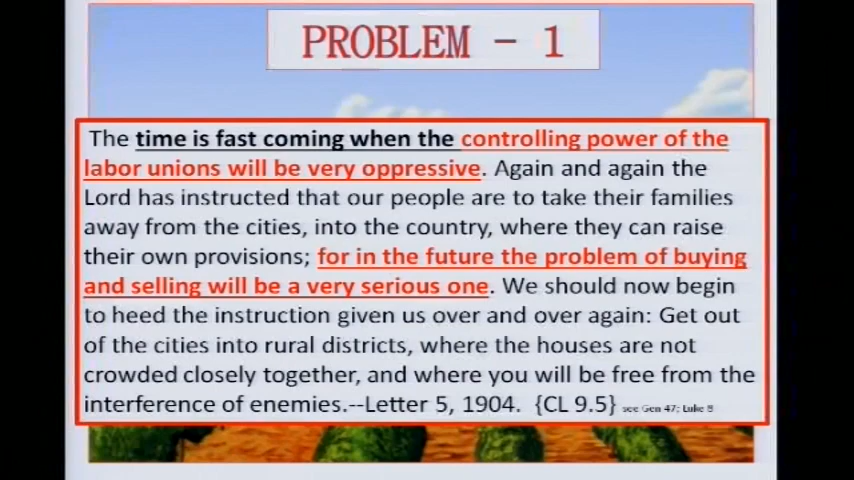 PROBLEM - 1
The time is fast coming when the controlling power of the
labor unions will be very oppressive. Again and again the
Lord has instructed that our people are to take their families
away from the cities, into the country, where they can raise
their own provisions; for in the future the problem of buying
and selling will be a very serious one. We should now begin
to heed the instruction given us over and over again: Get out
of the cities into rural districts, where the houses are not
crowded closely together, and where you will be free from the
interference of enemies.--Letter 5, 1904. {CL 9.5} see Gen 47; Luke 8